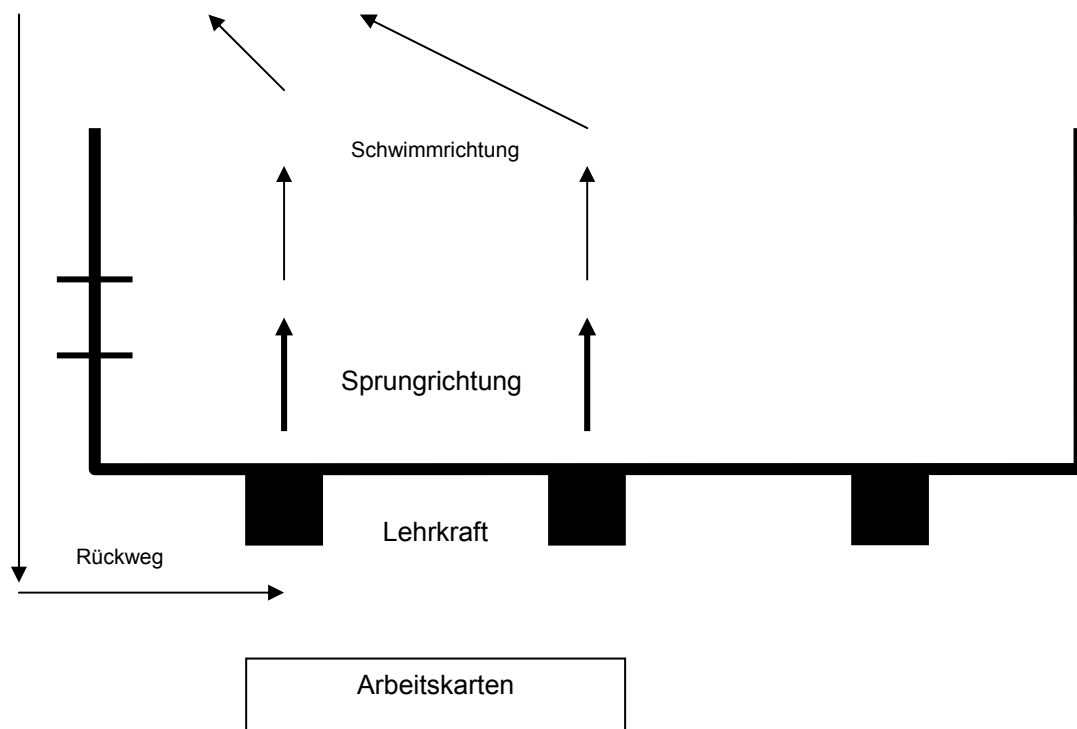 Schwimmrichtung
Sprungrichtung
Lehrkraft
Rückweg
Arbeitskarten